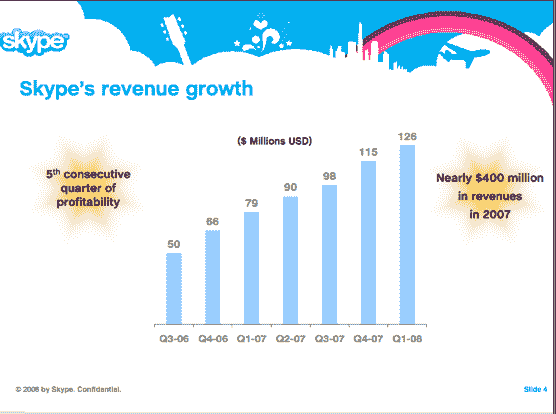 skype
Skype's revenue growth
($ Millions USD)
5th consecutive
quarter of
profitability
Nearly $400 million
in revenues
in 2007
50
66
79
90
98
115
126
Q3-06
Q4-06
Q1-07
Q2-07
Q3-07
Q4-07
Q1-08
© 2008 by Skype. Confidential.
Slide 4